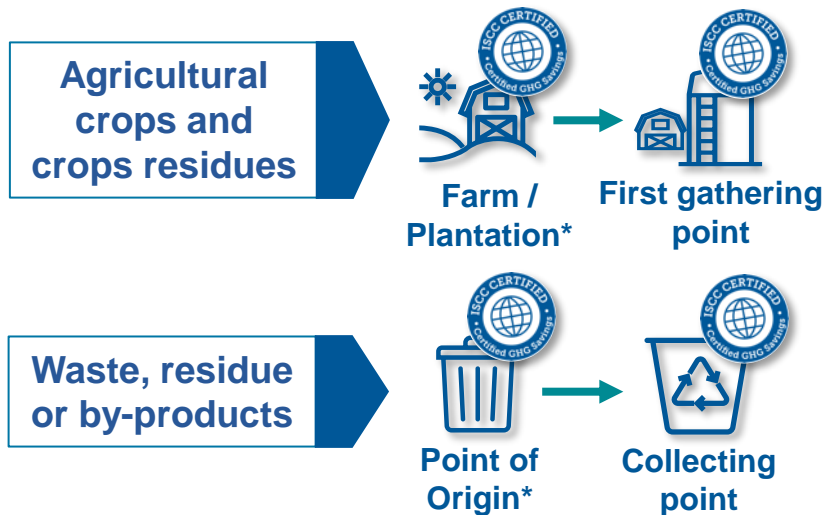 Agricultural
crops and
crops residues
ISCC CERTIFIED
• Certified GHG Savings •
Farm /
Plantation*
ISCC CERTIFIED
• Certified GHG Savings •
First gathering
point
Waste, residue
or by-products
ISCC CERTIFIED
• Certified GHG Savings •
Point of
Origin*
ISCC CERTIFIED
• Certified GHG Savings •
Collecting
point